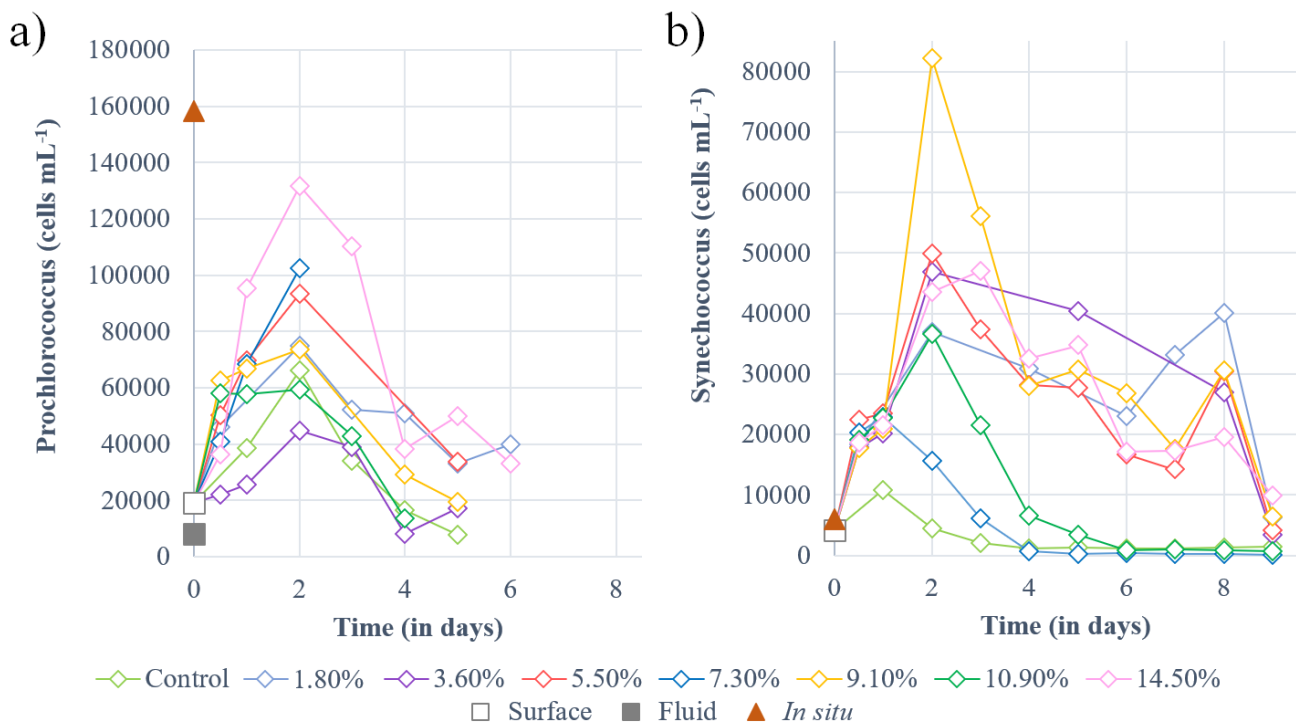 a)
Prochlorococcus (cells mL⁻¹)
180000
160000
140000
120000
100000
80000
60000
40000
20000
0
0 2 4 6 8
Time (in days)
b)
Synechococcus (cells mL⁻¹)
80000
70000
60000
50000
40000
30000
20000
10000
0
0 2 4 6 8
Time (in days)
Control 1.80% 3.60% 5.50% 7.30% 9.10% 10.90% 14.50%
Surface Fluid In situ